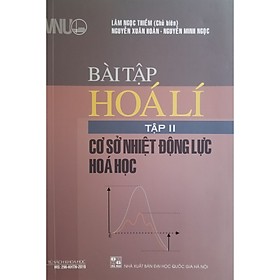 VNU
LÂM NGỌC THIỀM (Chủ biên)
NGUYỄN XUÂN HOÀN - NGUYỄN MINH NGỌC
BÀI TẬP
HOÁ LÍ
TẬP II
CƠ SỞ NHIỆT ĐỘNG LỰC
HOÁ HỌC
NHÀ XUẤT BẢN ĐẠI HỌC QUỐC GIA HÀ NỘI